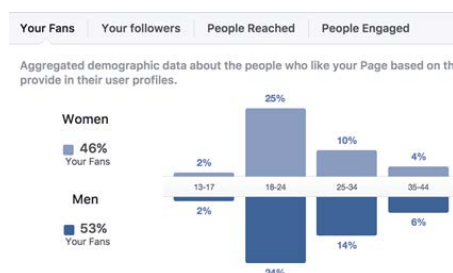 Your Fans Your followers People Reached People Engaged
Aggregated demographic data about the people who like your Page based on th
provide in their user profiles.
Women
46%
Your Fans
Men
53%
Your Fans
25%
2% 10% 4%
13-17 18-24 25-34 35-44
2% 6%
14%
24%